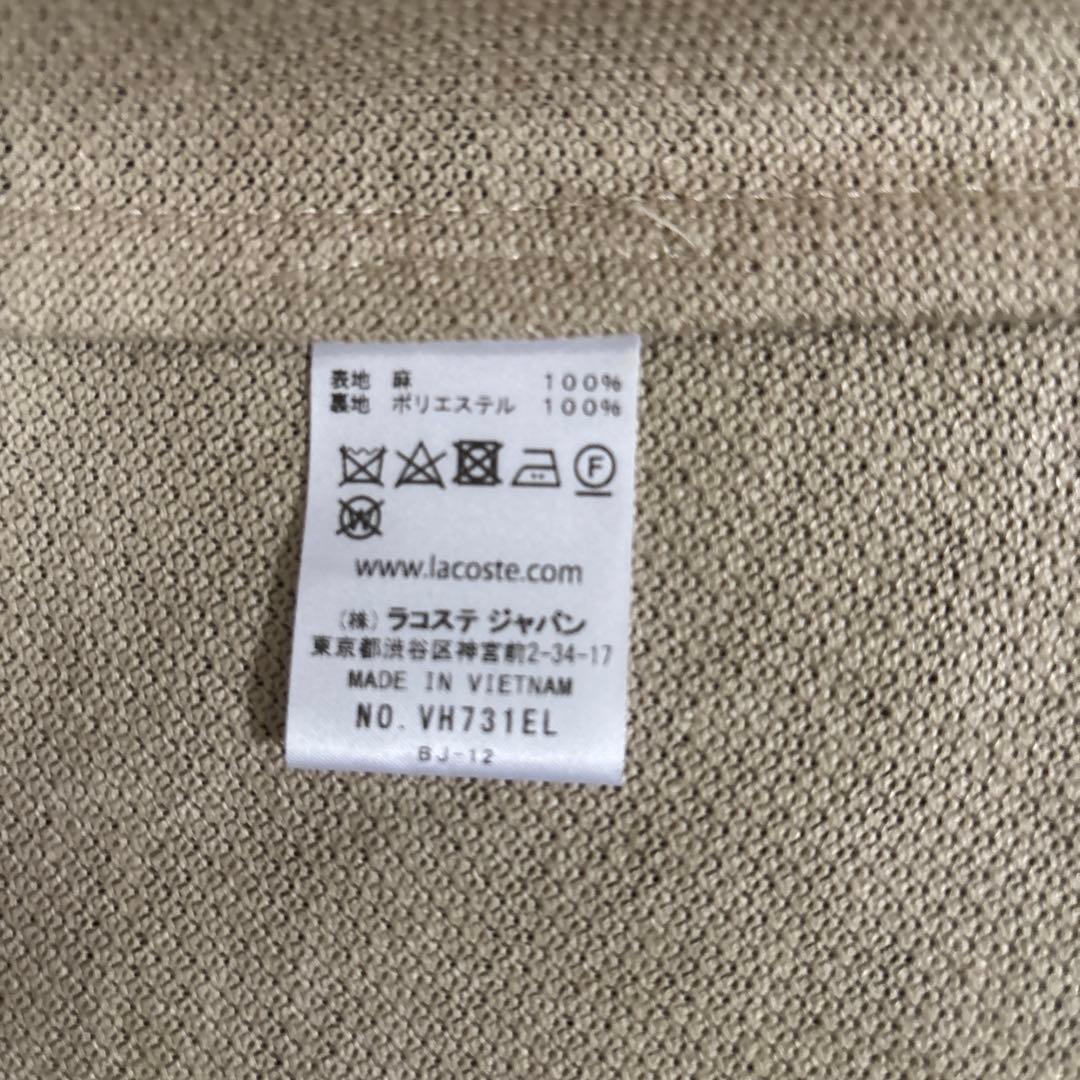 表地 麻 100%
裏地 ポリエステル 100%
F
W
www.lacoste.com
(株) ラコステ ジャパン
東京都渋谷区神宮前2-34-17
MADE IN VIETNAM
NO. VH731EL
BJ-12